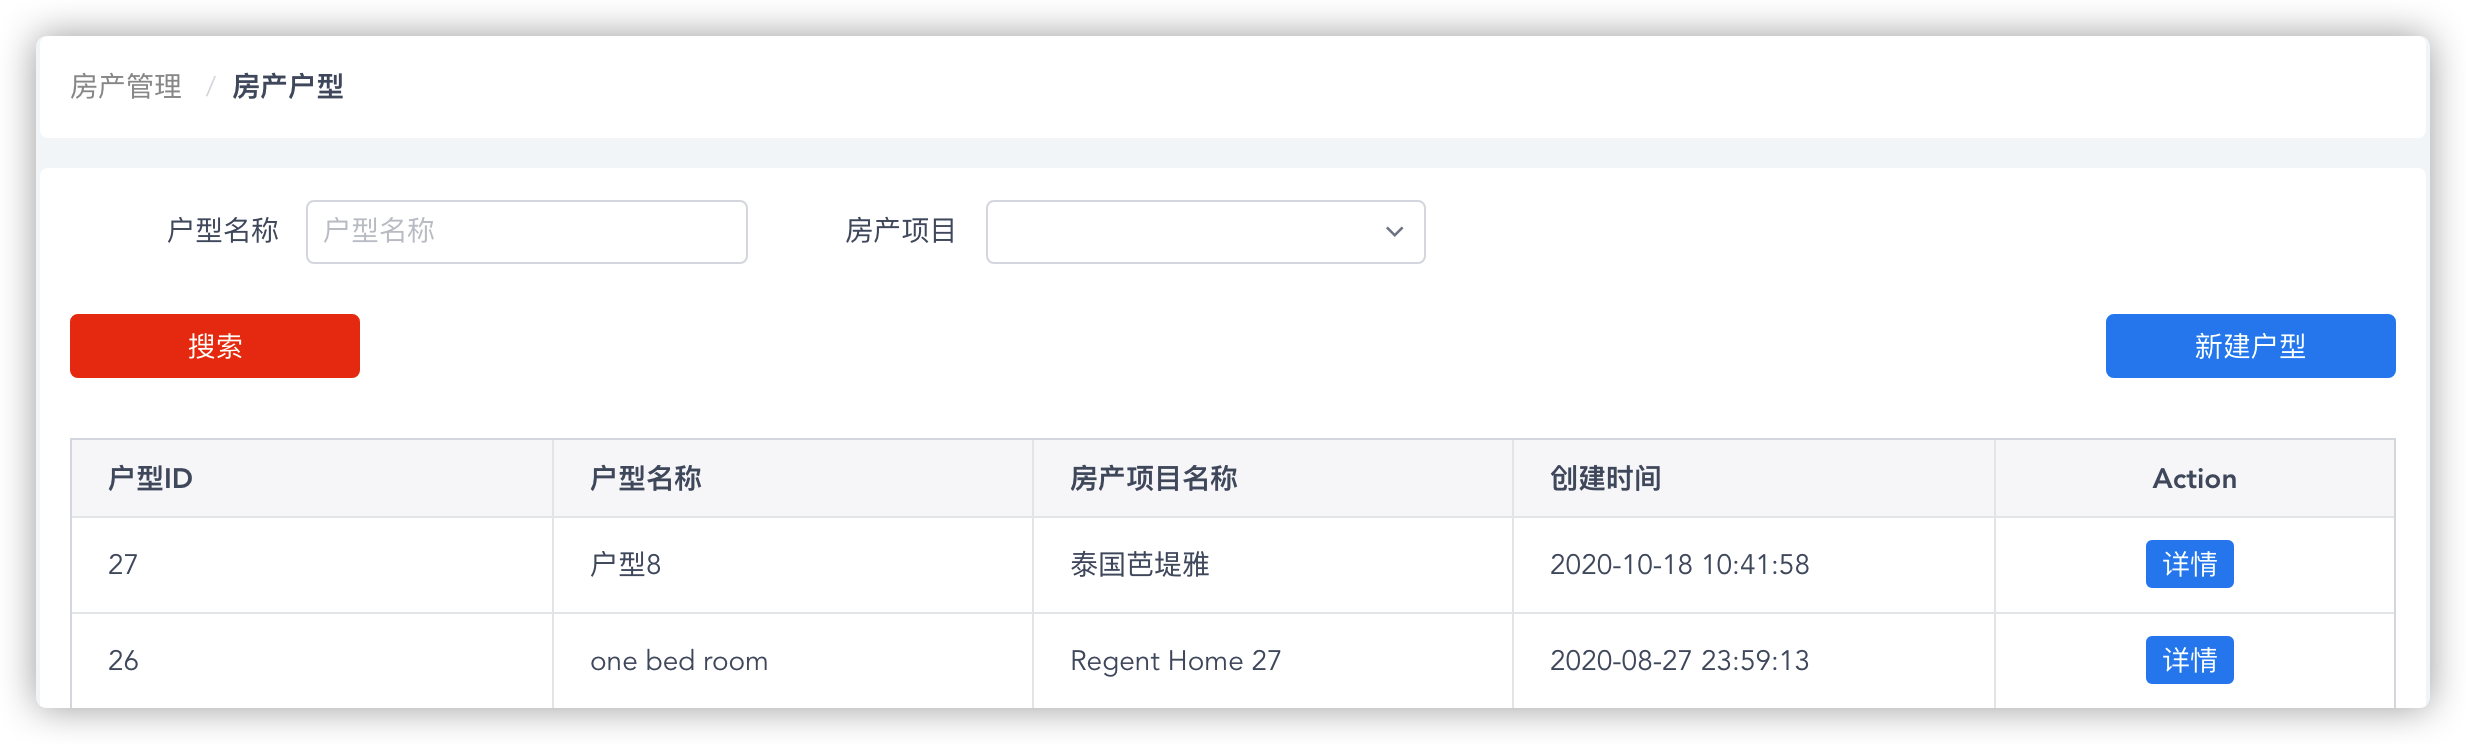 房产管理 / 房产户型
户型名称 户型名称 房产项目
搜索 新建户型
户型ID 户型名称 房产项目名称 创建时间 Action
27 户型8 泰国芭堤雅 2020-10-18 10:41:58 详情
26 one bed room Regent Home 27 2020-08-27 23:59:13 详情